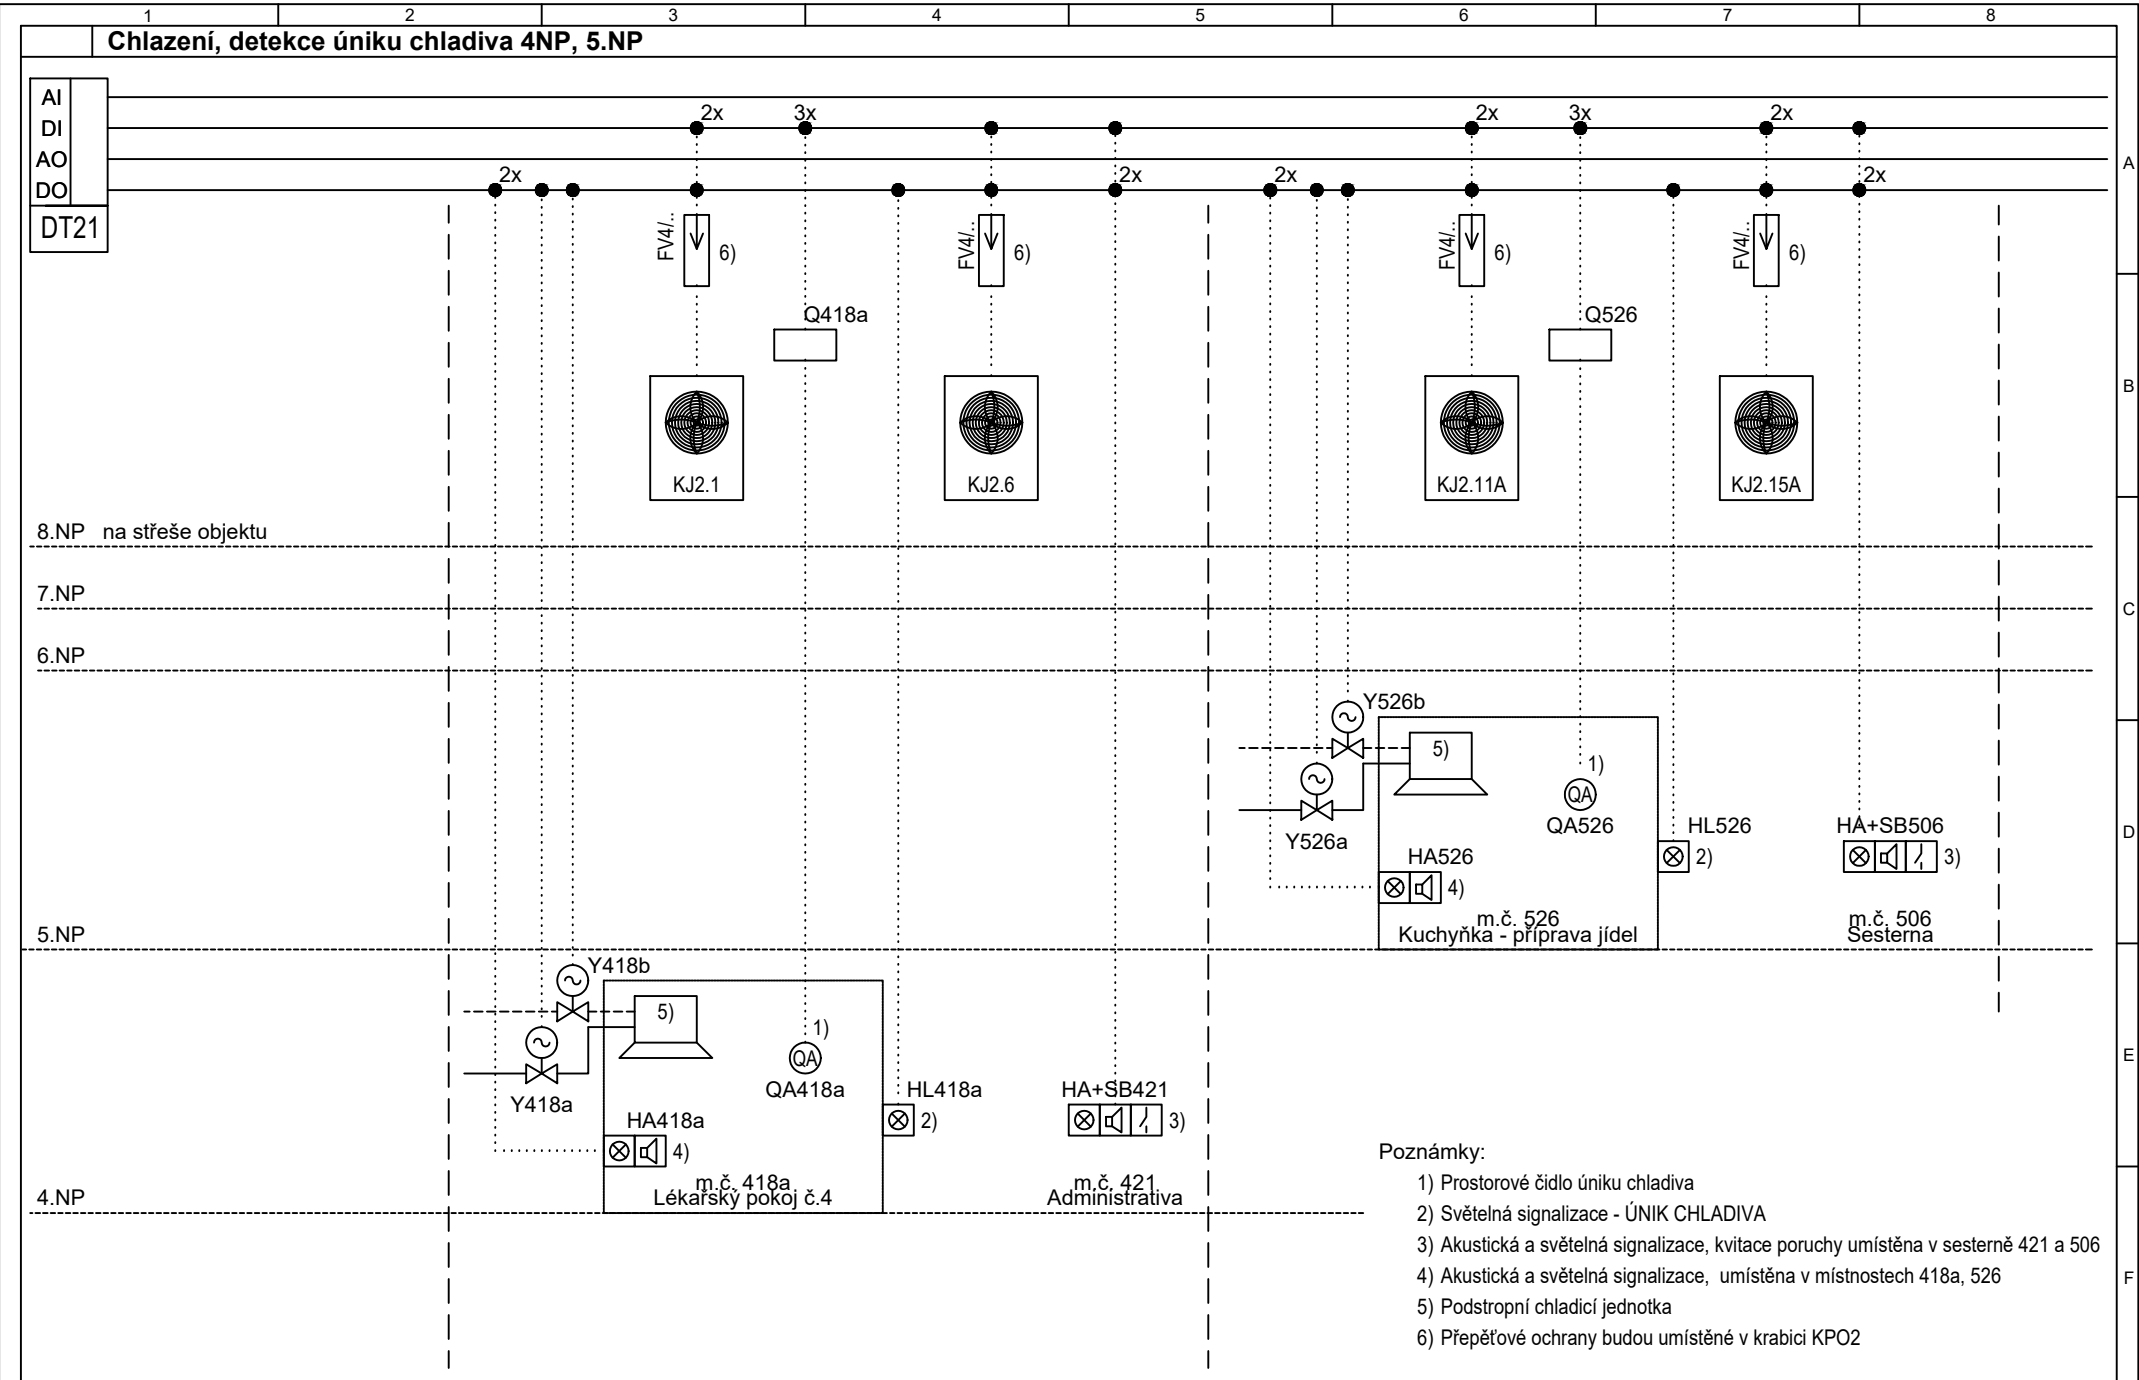 1 2 3 4 5 6 7 8
Chlazení, detekce úniku chladiva 4NP, 5.NP
AI
DI 2x 3x 2x 3x 2x
AO
DO 2x 2x 2x 2x
A
DT21
FV4/.. 6) FV4/.. 6) FV4/.. 6) FV4/.. 6)
Q418a Q526
B
KJ2.1 KJ2.6 KJ2.11A KJ2.15A
8.NP na střeše objektu
7.NP
C
6.NP
Y526b
5)
1)
QA
Y526a QA526 HL526 HA+SB506
D
2) 3)
HA526
4)
m.č. 526 m.č. 506
5.NP Kuchyňka - příprava jídel Sesterna
Y418b
5)
1)
QA
E
QA418a HL418a HA+SB421
Y418a
HA418a 2) 3)
4)
m.č. 418a m.č. 421
4.NP Lékařský pokoj č.4 Administrativa
Poznámky:
1) Prostorové čidlo úniku chladiva
2) Světelná signalizace - ÚNIK CHLADIVA
3) Akustická a světelná signalizace, kvitace poruchy umístěna v sesterně 421 a 506
4) Akustická a světelná signalizace, umístěna v místnostech 418a, 526
F
5) Podstropní chladicí jednotka
6) Přepěťové ochrany budou umístěné v krabici KPO2